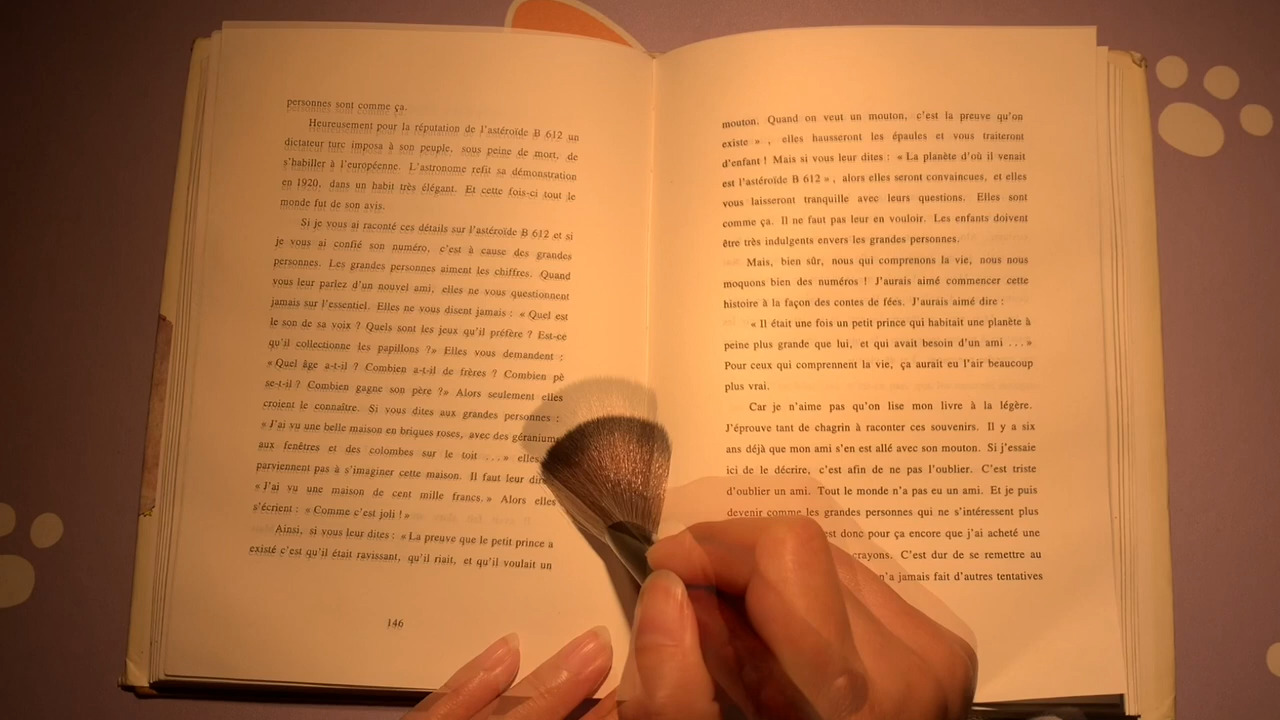 personnes sont comme ça.
Heureusement pour la réputation de l'astéroïde B 612 un
dictateur turc imposa à son peuple, sous peine de mort, de
s'habiller à l'européenne. L'astronome refit sa démonstration
en 1920, dans un habit très élégant. Et cette fois-ci tout le
monde fut de son avis.
Si je vous ai raconté ces détails sur l'astéroïde B 612 et si
je vous ai confié son numéro, c'est à cause des grandes
personnes. Les grandes personnes aiment les chiffres. Quand
vous leur parlez d'un nouvel ami, elles ne vous questionnent
jamais sur l'essentiel. Elles ne vous disent jamais : « Quel est
le son de sa voix ? Quels sont les jeux qu'il préfère ? Est-ce
qu'il collectionne les papillons ?» Elles vous demandent :
« Quel âge a-t-il ? Combien a-t-il de frères ? Combien pè
se-t-il ? Combien gagne son père ?» Alors seulement elles
croient le connaître. Si vous dites aux grandes personnes :
« J'ai vu une belle maison en briques roses, avec des géraniums
aux fenêtres et des colombes sur le toit ...» elles
parviennent pas à s'imaginer cette maison. Il faut leur
« J'ai vu une maison de cent mille francs.» Alors elles
s'écrient : « Comme c'est joli !»
Ainsi, si vous leur dites : « La preuve que le petit prince a
existé c'est qu'il était ravissant, qu'il riait, et qu'il voulait un
146
mouton. Quand on veut un mouton, c'est la preuve qu'on
existe » , elles hausseront les épaules et vous traiteront
d'enfant ! Mais si vous leur dites : « La planète d'où il venait
est l'astéroïde B 612 » , alors elles seront convaincues, et elles
vous laisseront tranquille avec leurs questions. Elles sont
comme ça. Il ne faut pas leur en vouloir. Les enfants doivent
être très indulgents envers les grandes personnes.
Mais, bien sûr, nous qui comprenons la vie, nous nous
moquons bien des numéros ! J'aurais aimé commencer cette
histoire à la façon des contes de fées. J'aurais aimé dire :
« Il était une fois un petit prince qui habitait une planète à
peine plus grande que lui, et qui avait besoin d'un ami ...»
Pour ceux qui comprennent la vie, ça aurait eu l'air beaucoup
plus vrai.
Car je n'aime pas qu'on lise mon livre à la légère.
J'éprouve tant de chagrin à raconter ces souvenirs. Il y a six
ans déjà que mon ami s'en est allé avec son mouton. Si j'essaie
ici de le décrire, c'est afin de ne pas l'oublier. C'est triste
d'oublier un ami. Tout le monde n'a pas eu un ami. Et je puis
devenir comme les grandes personnes qui ne s'intéressent plus
est donc pour ça encore que j'ai acheté une
crayons. C'est dur de se remettre au
n'a jamais fait d'autres tentatives